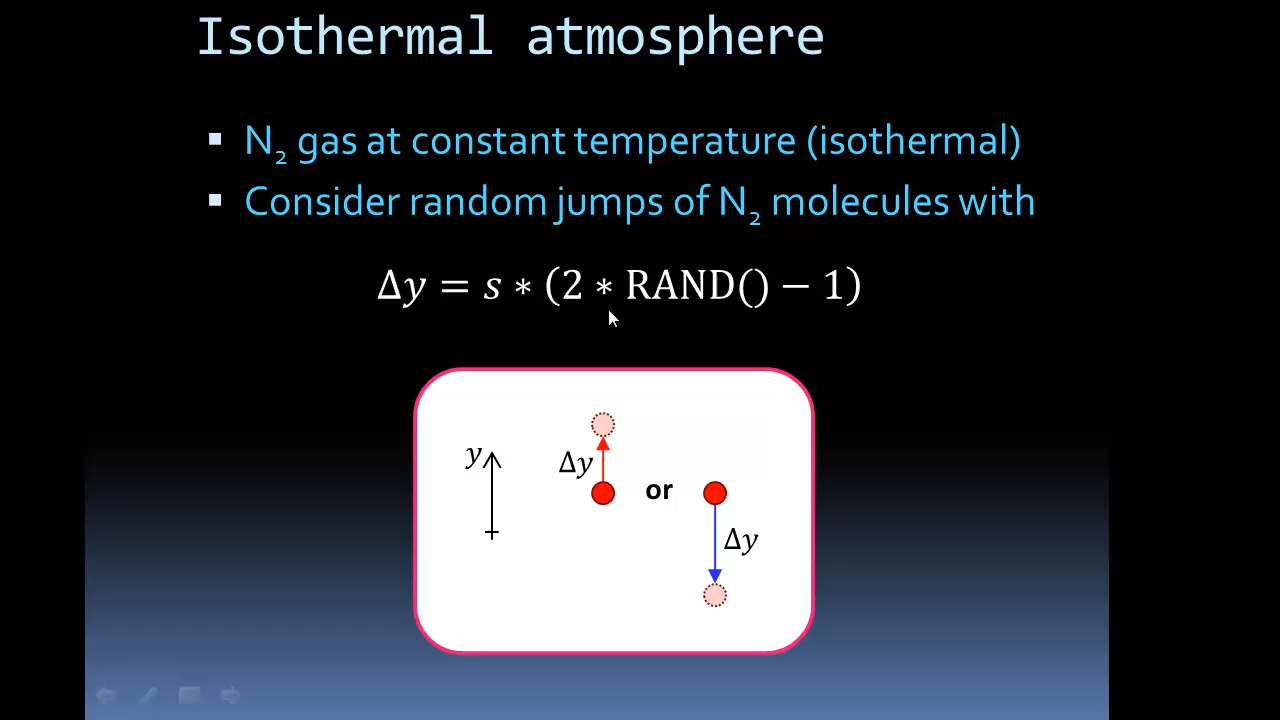 Isothermal atmosphere
▪ N₂ gas at constant temperature (isothermal)
▪ Consider random jumps of N₂ molecules with
Δy = s ∗ (2 ∗ RAND() − 1)
y
Δy
or
Δy